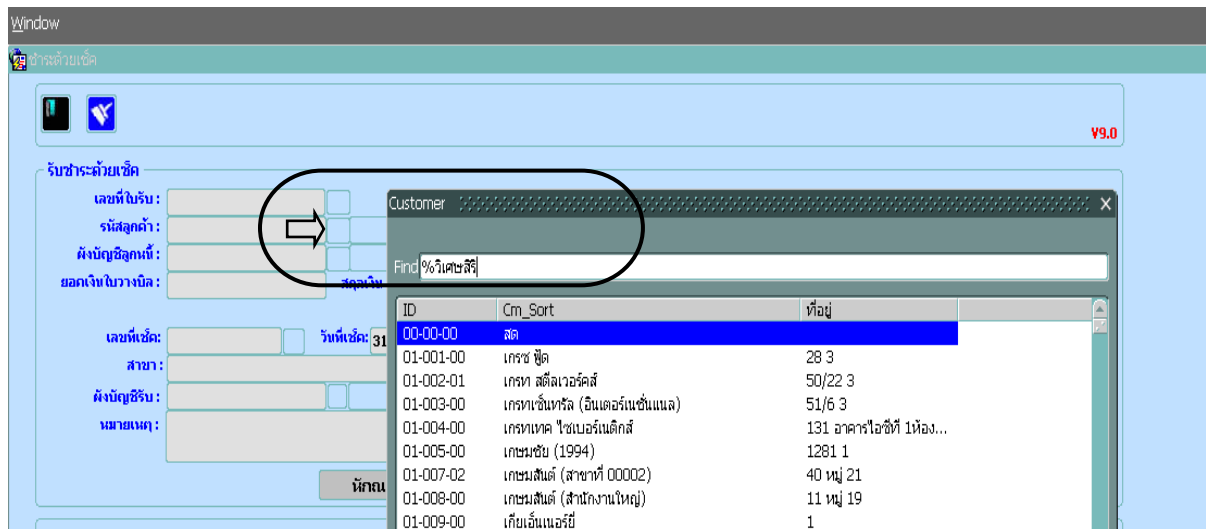 Window
ชำระด้วยเช็ค
V9.0
รับชำระด้วยเช็ค
เลขที่ใบรับ :
รหัสลูกค้า :
ผังบัญชีลูกหนี้ :
ยอดเงินใบวางบิล :
สกุลเงิน
เลขที่เช็ค:
วันที่เช็ค: 31
สาขา :
ผังบัญชีรับ :
หมายเหตุ :
Customer
Find %วิเศษสิริ
ID Cm_Sort ที่อยู่
00-00-00 สด
01-001-00 เกรซ ฟู้ด 28 3
01-002-01 เกรท สตีลเวอร์คส์ 50/22 3
01-003-00 เกรทเซ็นทรัล (อินเตอร์เนชั่นแนล) 51/6 3
01-004-00 เกรทเทค ไซเบอร์เนติกส์ 131 อาคารไอซีที 1ห้อง...
01-005-00 เกษมชัย (1994) 1281 1
01-007-02 เกษมสันต์ (สาขาที่ 00002) 40 หมู่ 21
01-008-00 เกษมสันต์ (สำนักงานใหญ่) 11 หมู่ 19
01-009-00 เกียเอ็นเนอร์ยี่ 1